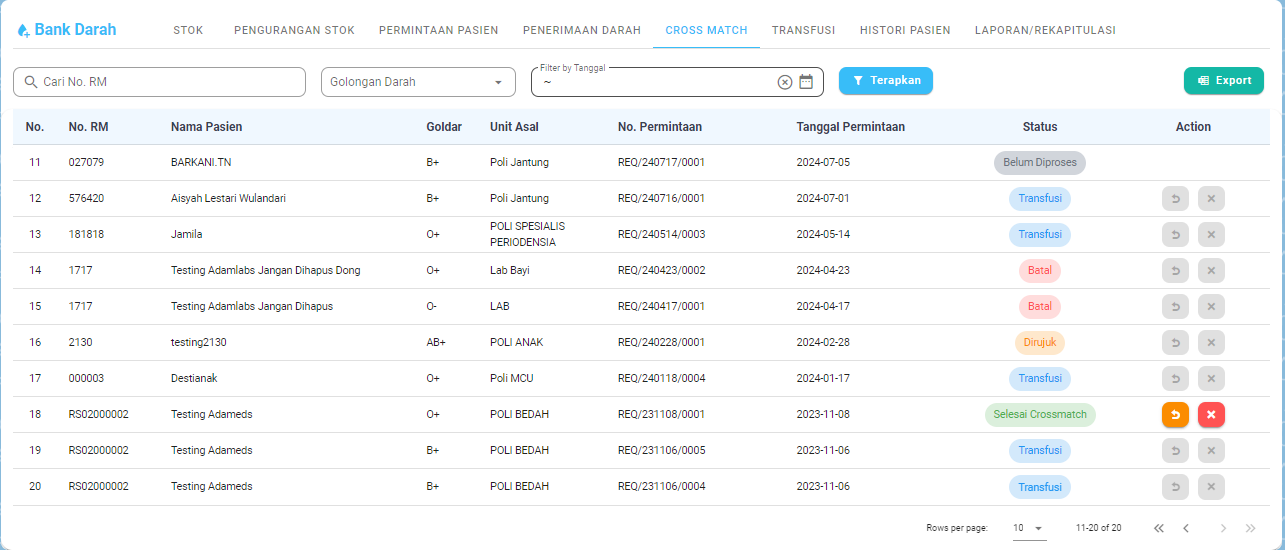 Bank Darah STOK PENGURANGAN STOK PERMINTAAN PASIEN PENERIMAAN DARAH CROSS MATCH TRANSFUSI HISTORI PASIEN LAPORAN/REKAPITULASI
Filter by Tanggal
Cari No. RM Golongan Darah ~ Terapkan Export
No. No. RM Nama Pasien Goldar Unit Asal No. Permintaan Tanggal Permintaan Status Action
11 027079 BARKANI.TN B+ Poli Jantung REQ/240717/0001 2024-07-05 Belum Diproses
12 576420 Aisyah Lestari Wulandari B+ Poli Jantung REQ/240716/0001 2024-07-01 Transfusi
13 181818 Jamila O+ POLI SPESIALIS PERIODENSIA REQ/240514/0003 2024-05-14 Transfusi
14 1717 Testing Adamlabs Jangan Dihapus Dong O+ Lab Bayi REQ/240423/0002 2024-04-23 Batal
15 1717 Testing Adamlabs Jangan Dihapus O- LAB REQ/240417/0001 2024-04-17 Batal
16 2130 testing2130 AB+ POLI ANAK REQ/240228/0001 2024-02-28 Dirujuk
17 000003 Destianak O+ Poli MCU REQ/240118/0004 2024-01-17 Transfusi
18 RS02000002 Testing Adameds O+ POLI BEDAH REQ/231108/0001 2023-11-08 Selesai Crossmatch
19 RS02000002 Testing Adameds B+ POLI BEDAH REQ/231106/0005 2023-11-06 Transfusi
20 RS02000002 Testing Adameds B+ POLI BEDAH REQ/231106/0004 2023-11-06 Transfusi
Rows per page: 10 11-20 of 20